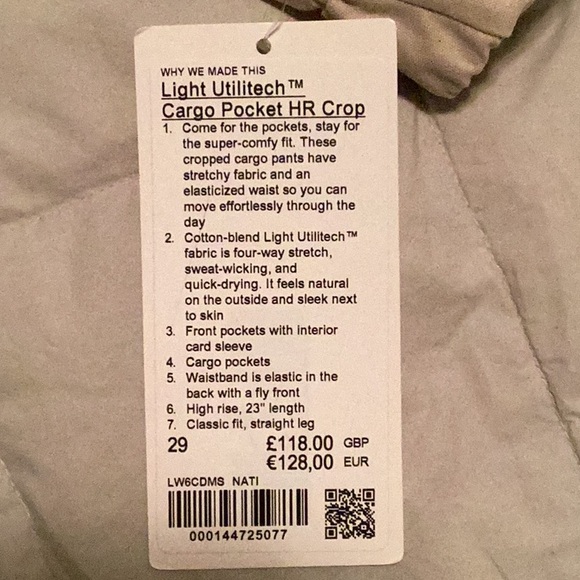 WHY WE MADE THIS
Light Utilitech™
Cargo Pocket HR Crop
1. Come for the pockets, stay for
the super-comfy fit. These
cropped cargo pants have
stretchy fabric and an
elasticized waist so you can
move effortlessly through the
day
2. Cotton-blend Light Utilitech™
fabric is four-way stretch,
sweat-wicking, and
quick-drying. It feels natural
on the outside and sleek next
to skin
3. Front pockets with interior
card sleeve
4. Cargo pockets
5. Waistband is elastic in the
back with a fly front
6. High rise, 23" length
7. Classic fit, straight leg
29 £118.00 GBP
€128,00 EUR
LW6CDMS NATI
000144725077